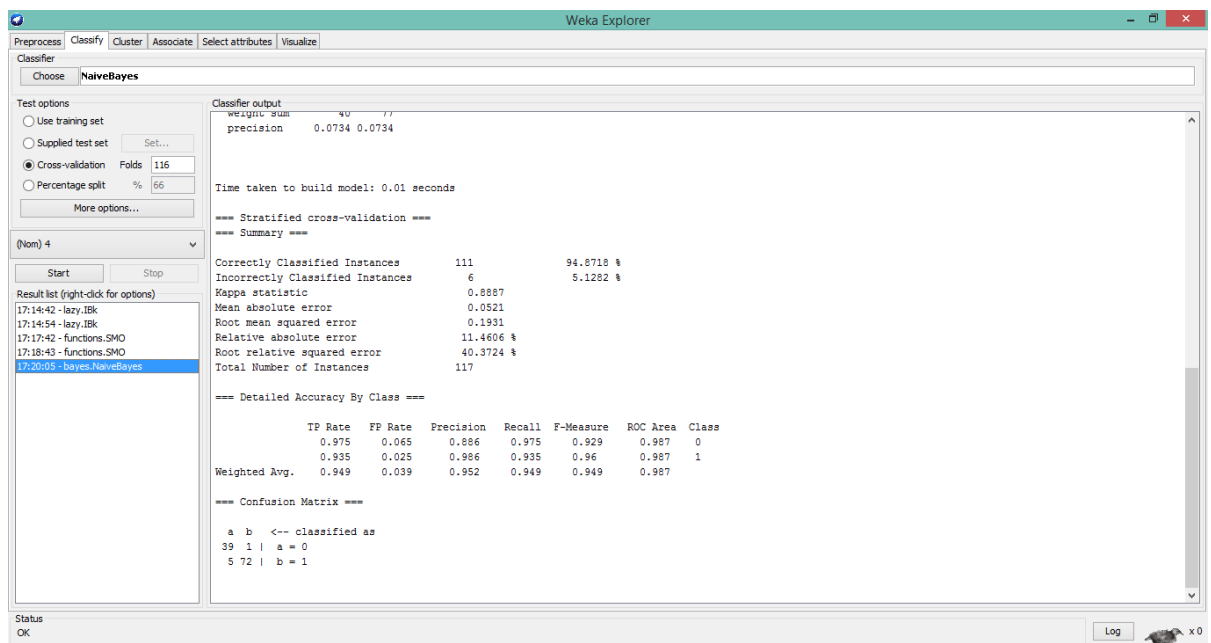 Weka Explorer
Preprocess Classify Cluster Associate Select attributes Visualize
Classifier
Choose NaiveBayes
Test options
Use training set
Supplied test set Set...
Cross-validation Folds 116
Percentage split % 66
More options...
(Nom) 4
Start Stop
Result list (right-click for options)
17:14:42 - lazy.IBk
17:14:54 - lazy.IBk
17:17:42 - functions.SMO
17:18:43 - functions.SMO
17:20:05 - bayes.NaiveBayes
Classifier output
weight sum 40 77
precision 0.0734 0.0734
Time taken to build model: 0.01 seconds
=== Stratified cross-validation ===
=== Summary ===
Correctly Classified Instances 111 94.8718 %
Incorrectly Classified Instances 6 5.1282 %
Kappa statistic 0.8887
Mean absolute error 0.0521
Root mean squared error 0.1931
Relative absolute error 11.4606 %
Root relative squared error 40.3724 %
Total Number of Instances 117
=== Detailed Accuracy By Class ===
TP Rate FP Rate Precision Recall F-Measure ROC Area Class
0.975 0.065 0.886 0.975 0.929 0.987 0
0.935 0.025 0.986 0.935 0.96 0.987 1
Weighted Avg. 0.949 0.039 0.952 0.949 0.949 0.987
=== Confusion Matrix ===
a b <-- classified as
39 1 | a = 0
5 72 | b = 1
Status
OK
Log x 0